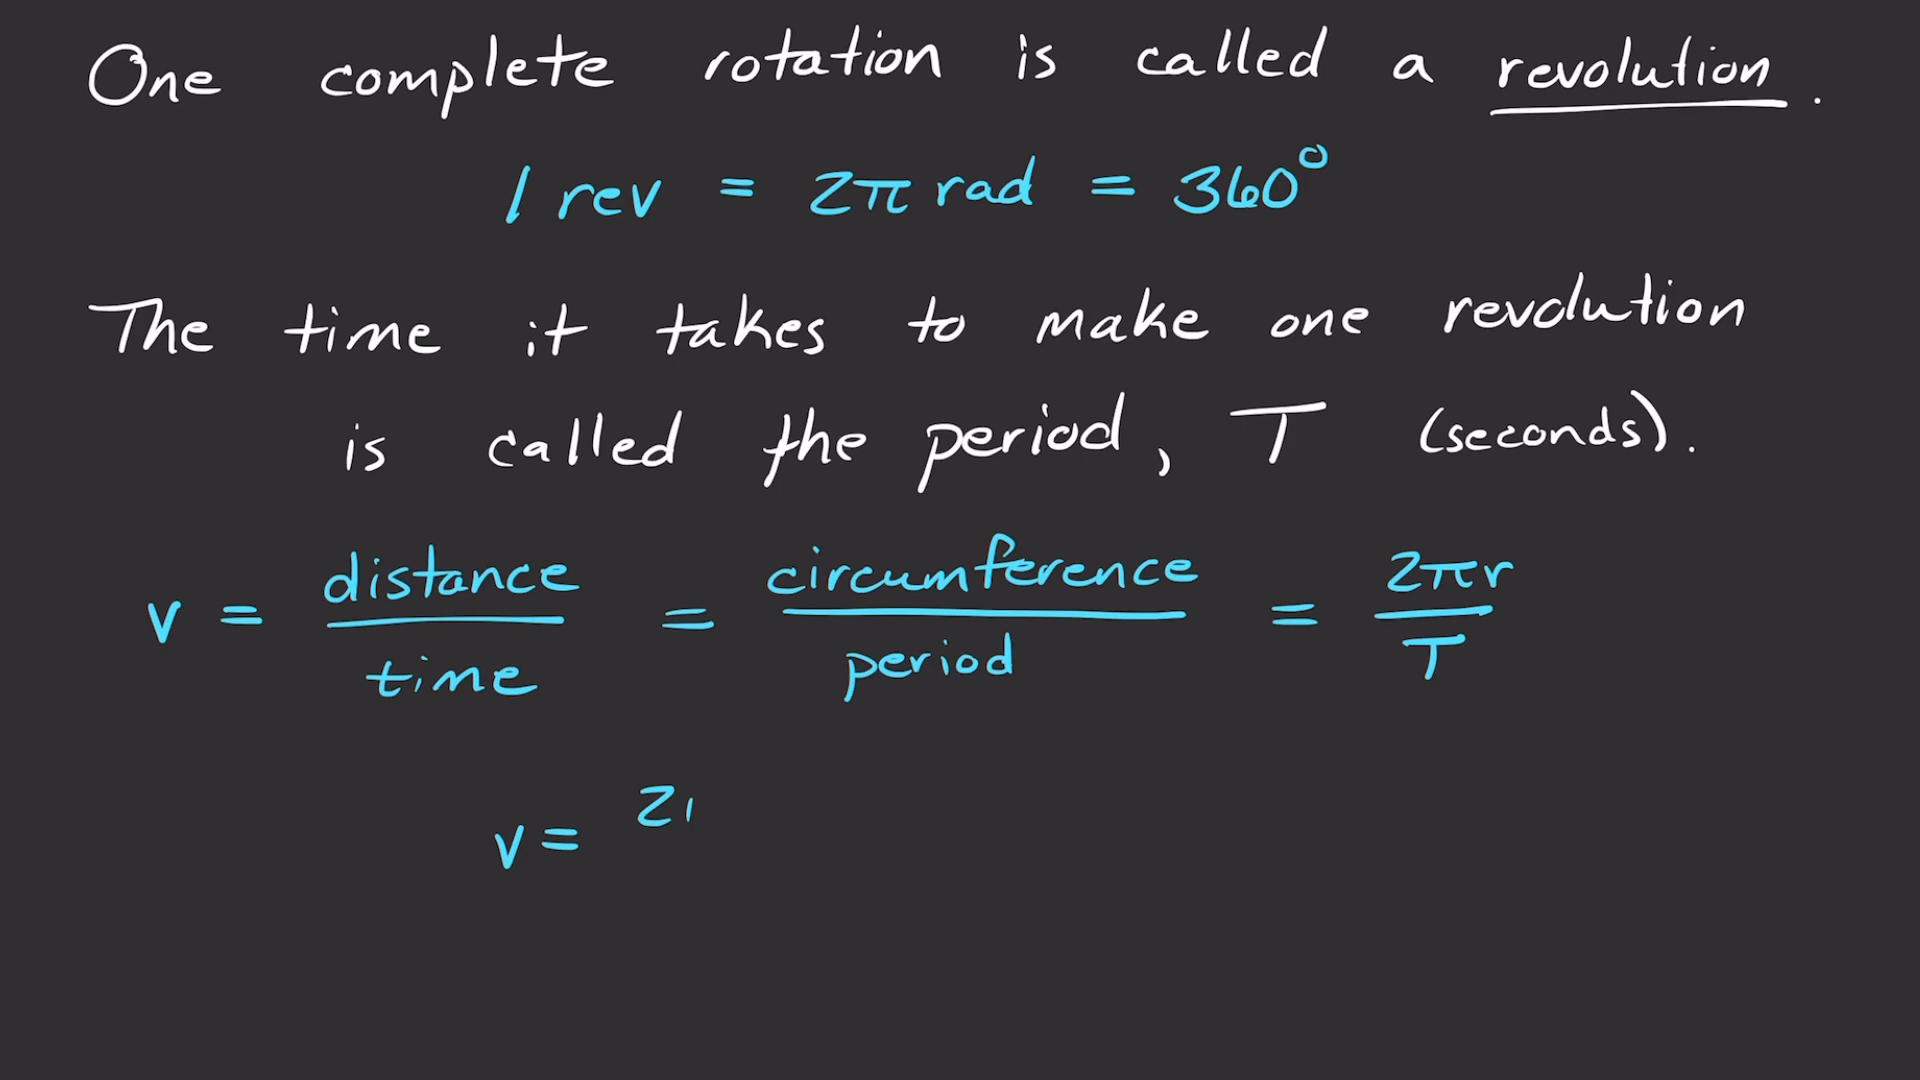 One complete rotation is called a revolution.
1 rev = 2π rad = 360°
The time it takes to make one revolution
is called the period, T (seconds).
v = distance/time = circumference/period = 2πr/T
v = 2